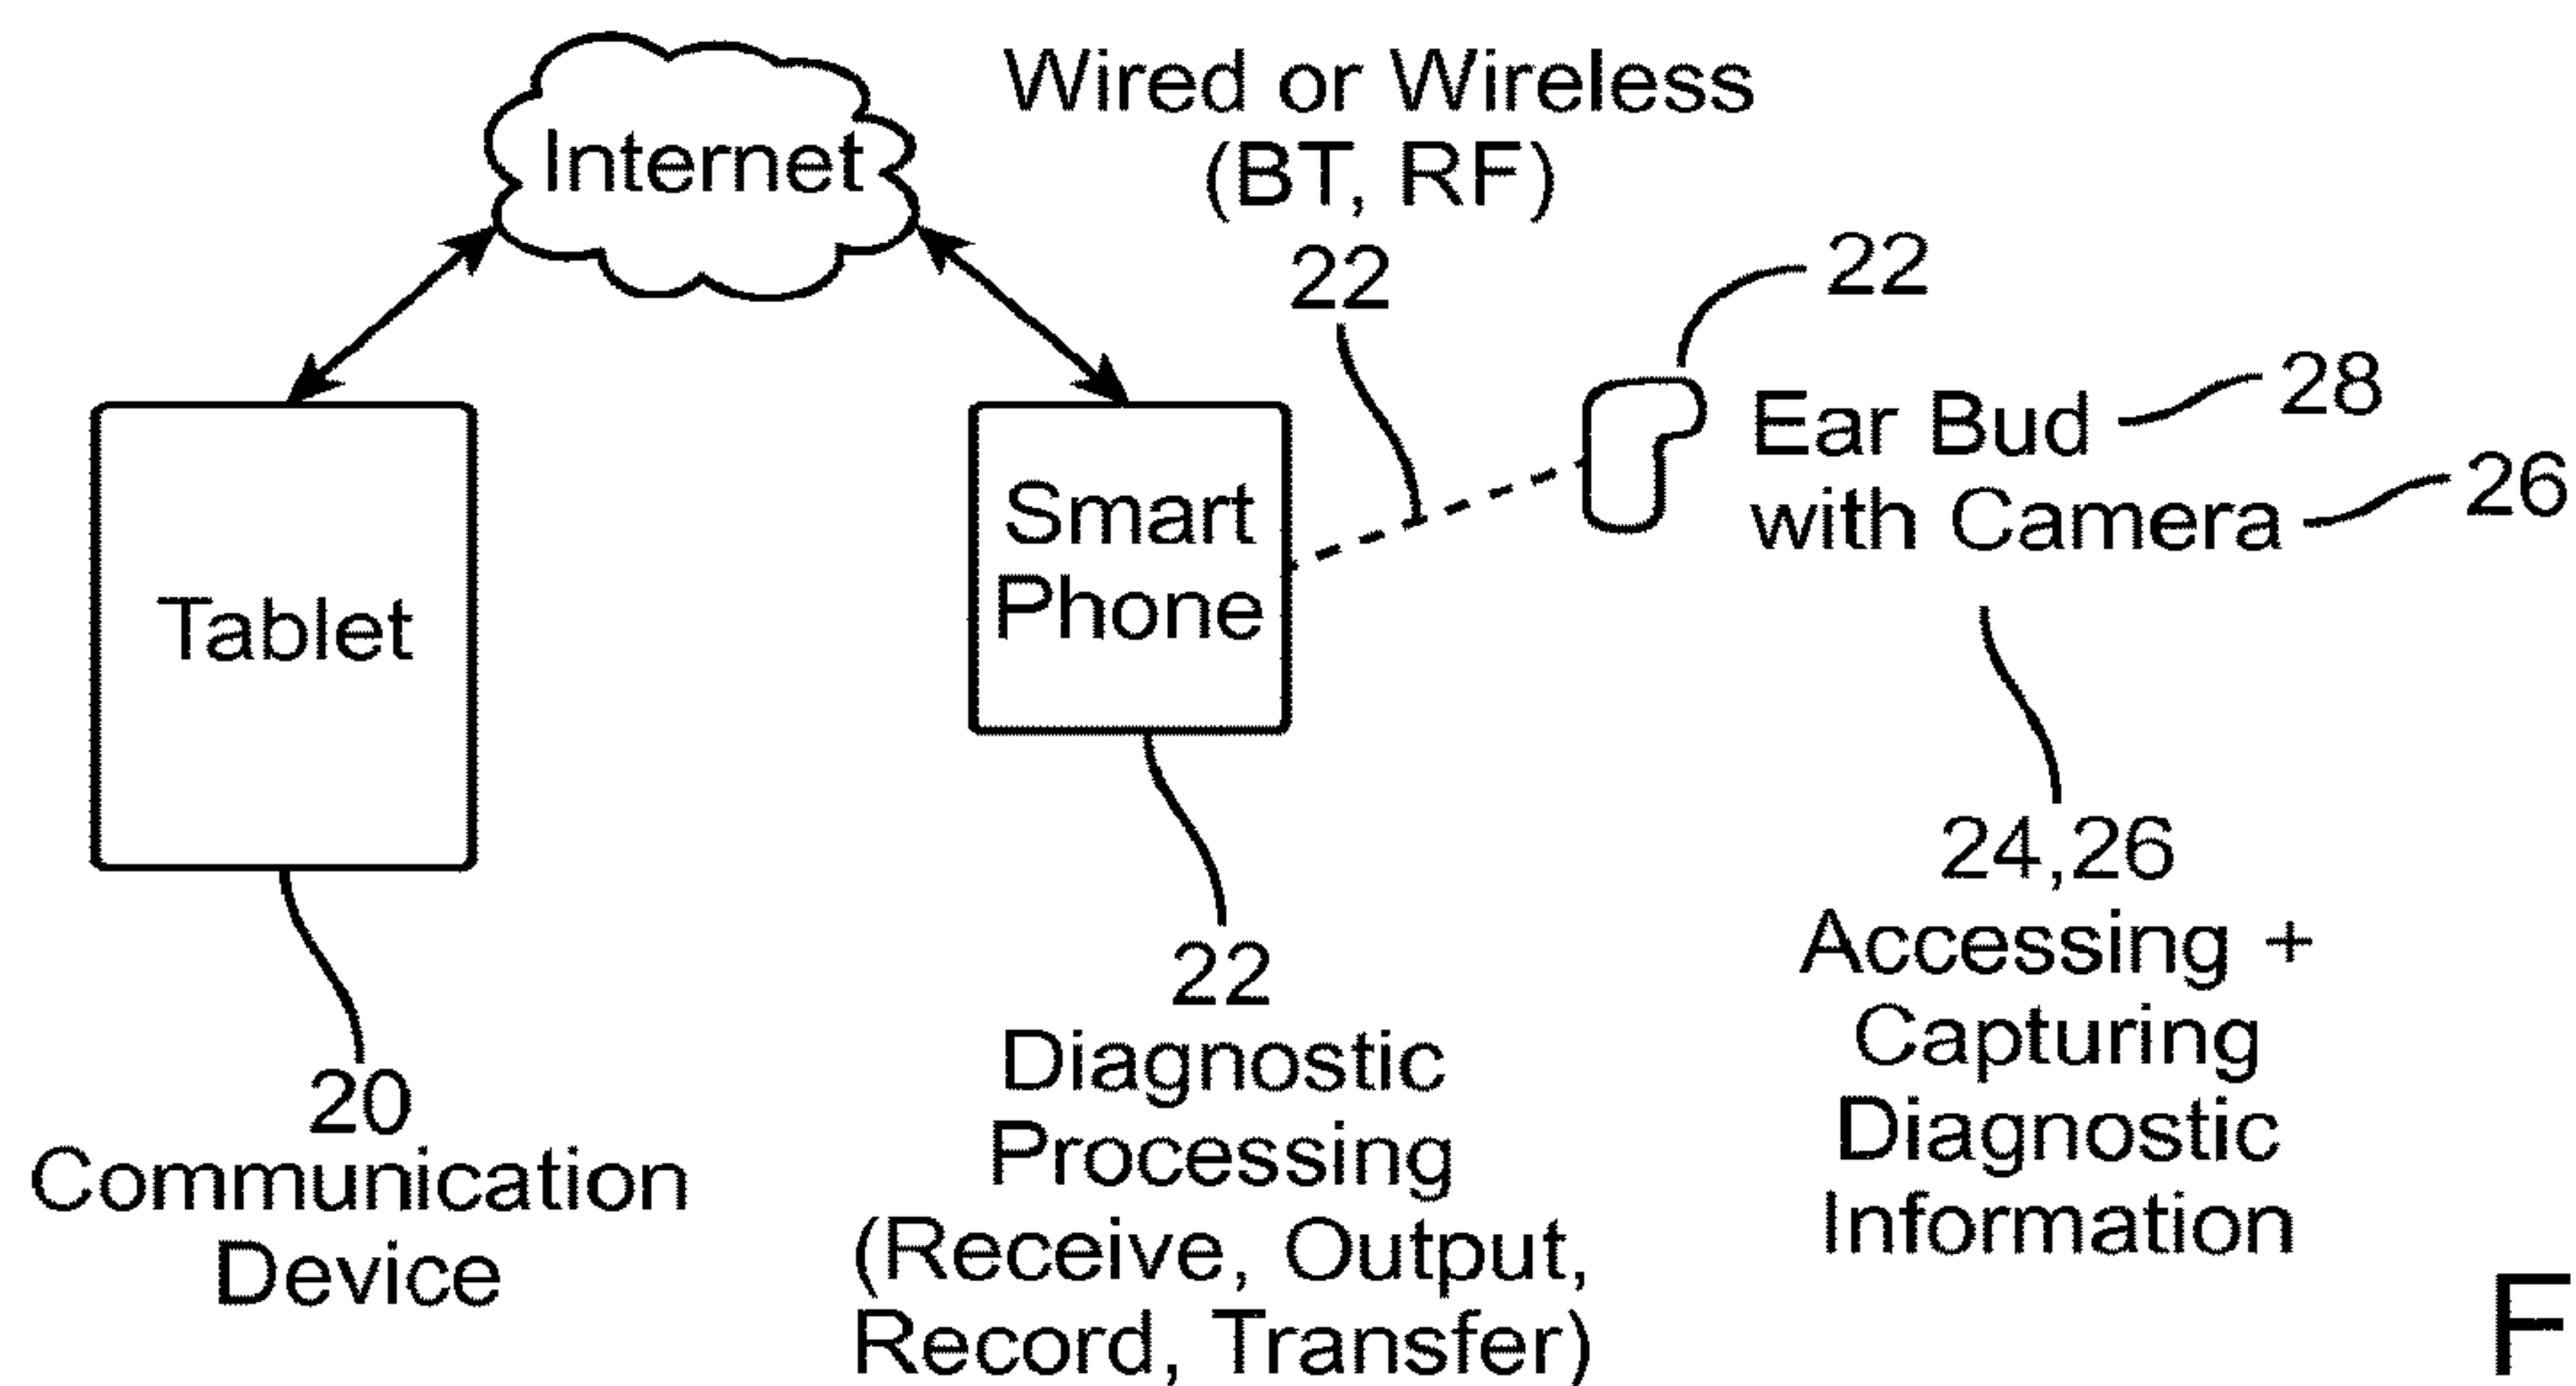 Internet
Wired or Wireless
(BT, RF)
22
22
Ear Bud
28
with Camera
26
Tablet
Smart
Phone
20
Communication
Device
22
Diagnostic
Processing
(Receive, Output,
Record, Transfer)
24,26
Accessing +
Capturing
Diagnostic
Information
F